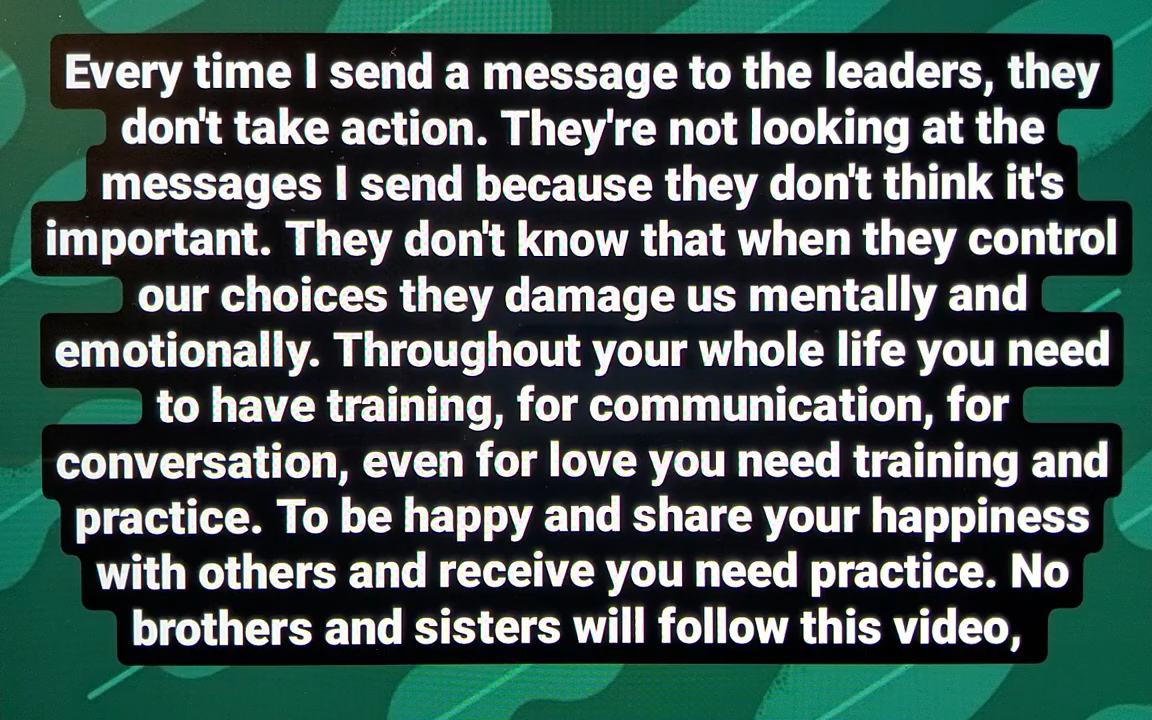 Every time I send a message to the leaders, they
don't take action. They're not looking at the
messages I send because they don't think it's
important. They don't know that when they control
our choices they damage us mentally and
emotionally. Throughout your whole life you need
to have training, for communication, for
conversation, even for love you need training and
practice. To be happy and share your happiness
with others and receive you need practice. No
brothers and sisters will follow this video,